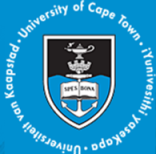 University of Cape Town · iYunivesithi yaseKapa · Universiteit van Kaapstad ·
SPES BONA